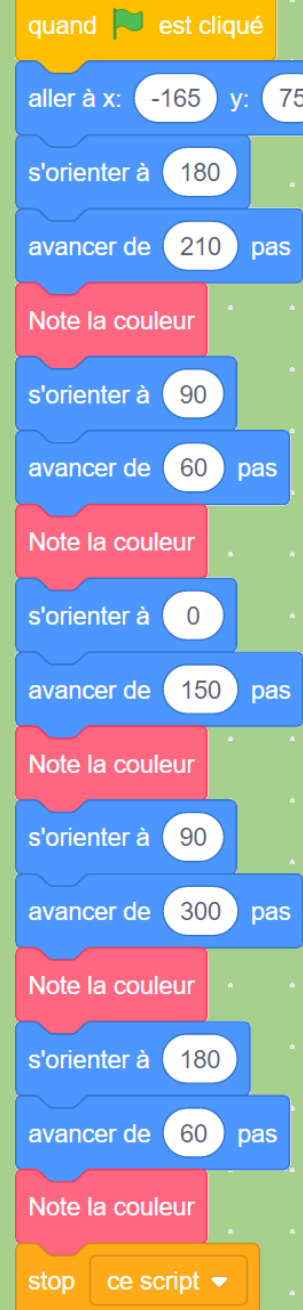 quand est cliqué
aller à x: -165 y: 75
s'orienter à 180
avancer de 210 pas
Note la couleur
s'orienter à 90
avancer de 60 pas
Note la couleur
s'orienter à 0
avancer de 150 pas
Note la couleur
s'orienter à 90
avancer de 300 pas
Note la couleur
s'orienter à 180
avancer de 60 pas
Note la couleur
stop ce script